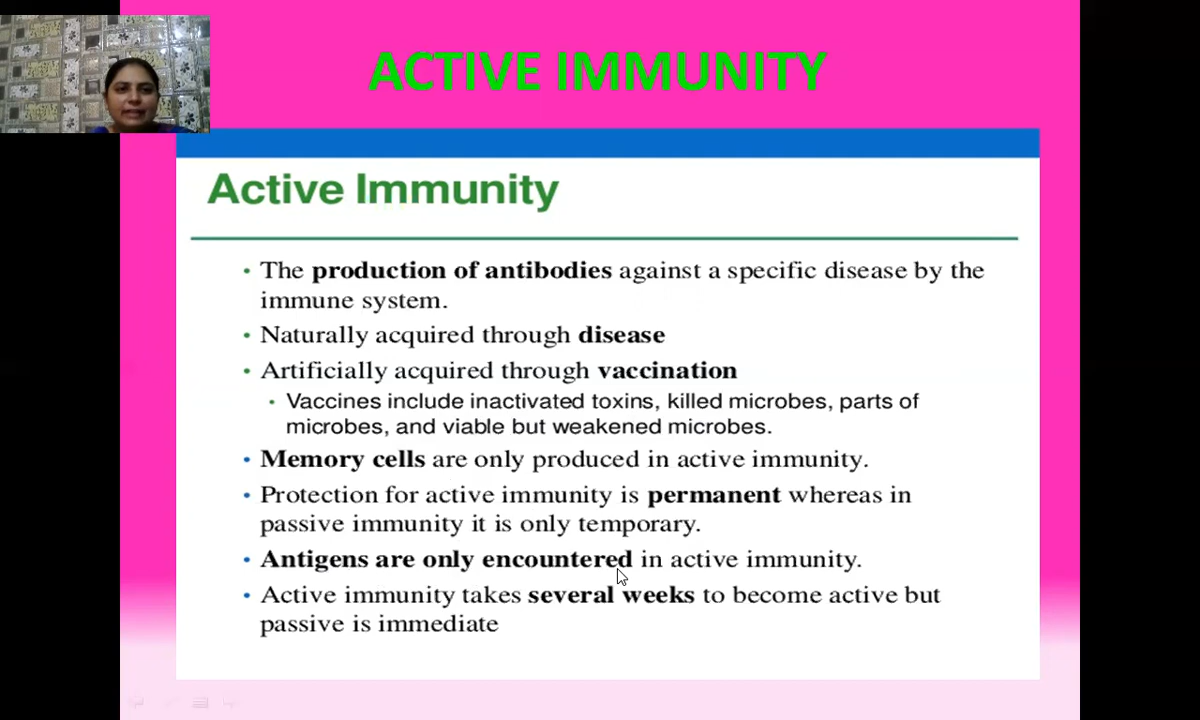 ACTIVE IMMUNITY
Active Immunity
• The production of antibodies against a specific disease by the
immune system.
• Naturally acquired through disease
• Artificially acquired through vaccination
• Vaccines include inactivated toxins, killed microbes, parts of
microbes, and viable but weakened microbes.
• Memory cells are only produced in active immunity.
• Protection for active immunity is permanent whereas in
passive immunity it is only temporary.
• Antigens are only encountered in active immunity.
• Active immunity takes several weeks to become active but
passive is immediate